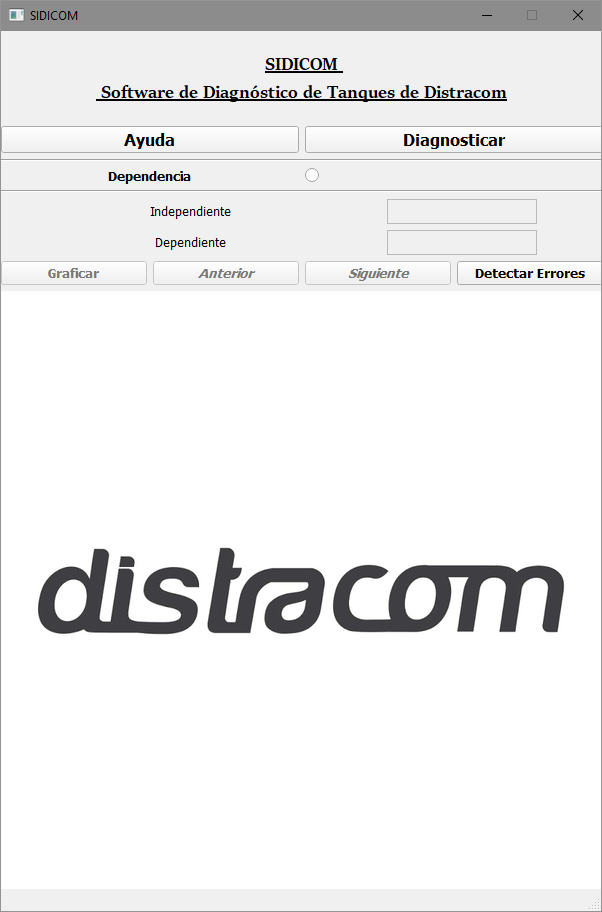 SIDICOM
SIDICOM
Software de Diagnóstico de Tanques de Distracom
Ayuda Diagnosticar
Dependencia
Independiente
Dependiente
Graficar Anterior Siguiente Detectar Errores
distracom